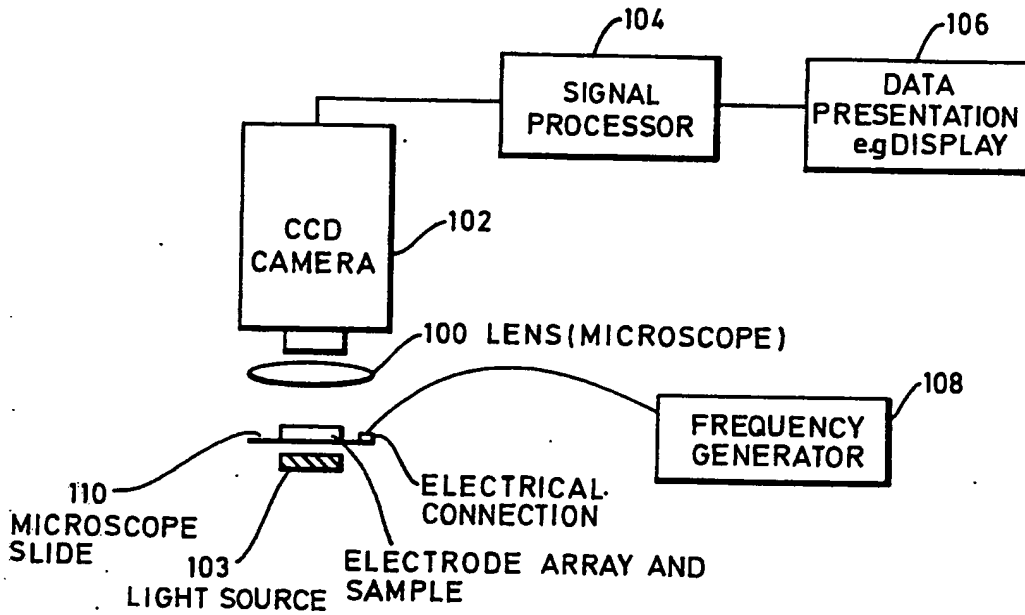 104
106
SIGNAL
PROCESSOR
DATA
PRESENTATION
e.g DISPLAY
CCD
CAMERA
102
100 LENS (MICROSCOPE)
108
FREQUENCY
GENERATOR
110
MICROSCOPE
SLIDE
103
LIGHT SOURCE
ELECTRICAL
CONNECTION
ELECTRODE ARRAY AND
SAMPLE